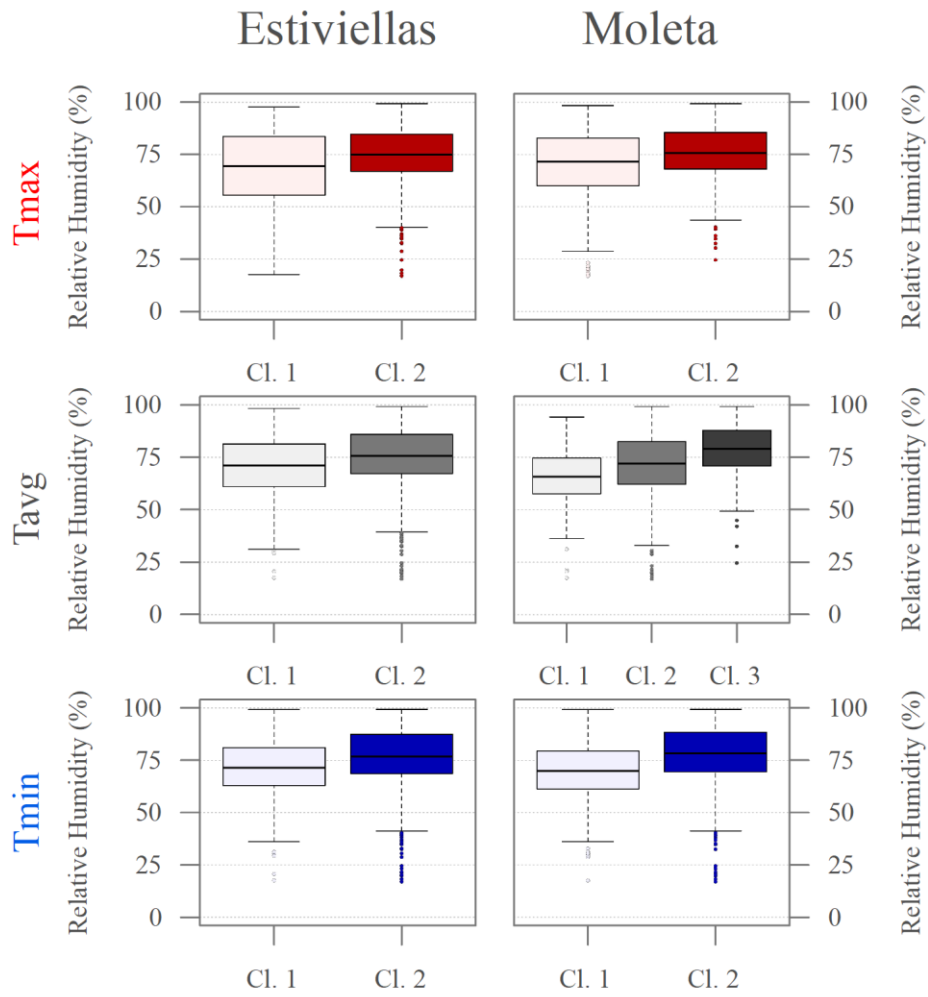 Estiviellas Moleta
Tmax
Relative Humidity (%)
100
75
50
25
0
100
75
50
25
0
Relative Humidity (%)
Cl. 1 Cl. 2 Cl. 1 Cl. 2
Tavg
Relative Humidity (%)
100
75
50
25
0
100
75
50
25
0
Relative Humidity (%)
Cl. 1 Cl. 2 Cl. 1 Cl. 2 Cl. 3
Tmin
Relative Humidity (%)
100
75
50
25
0
100
75
50
25
0
Relative Humidity (%)
Cl. 1 Cl. 2 Cl. 1 Cl. 2